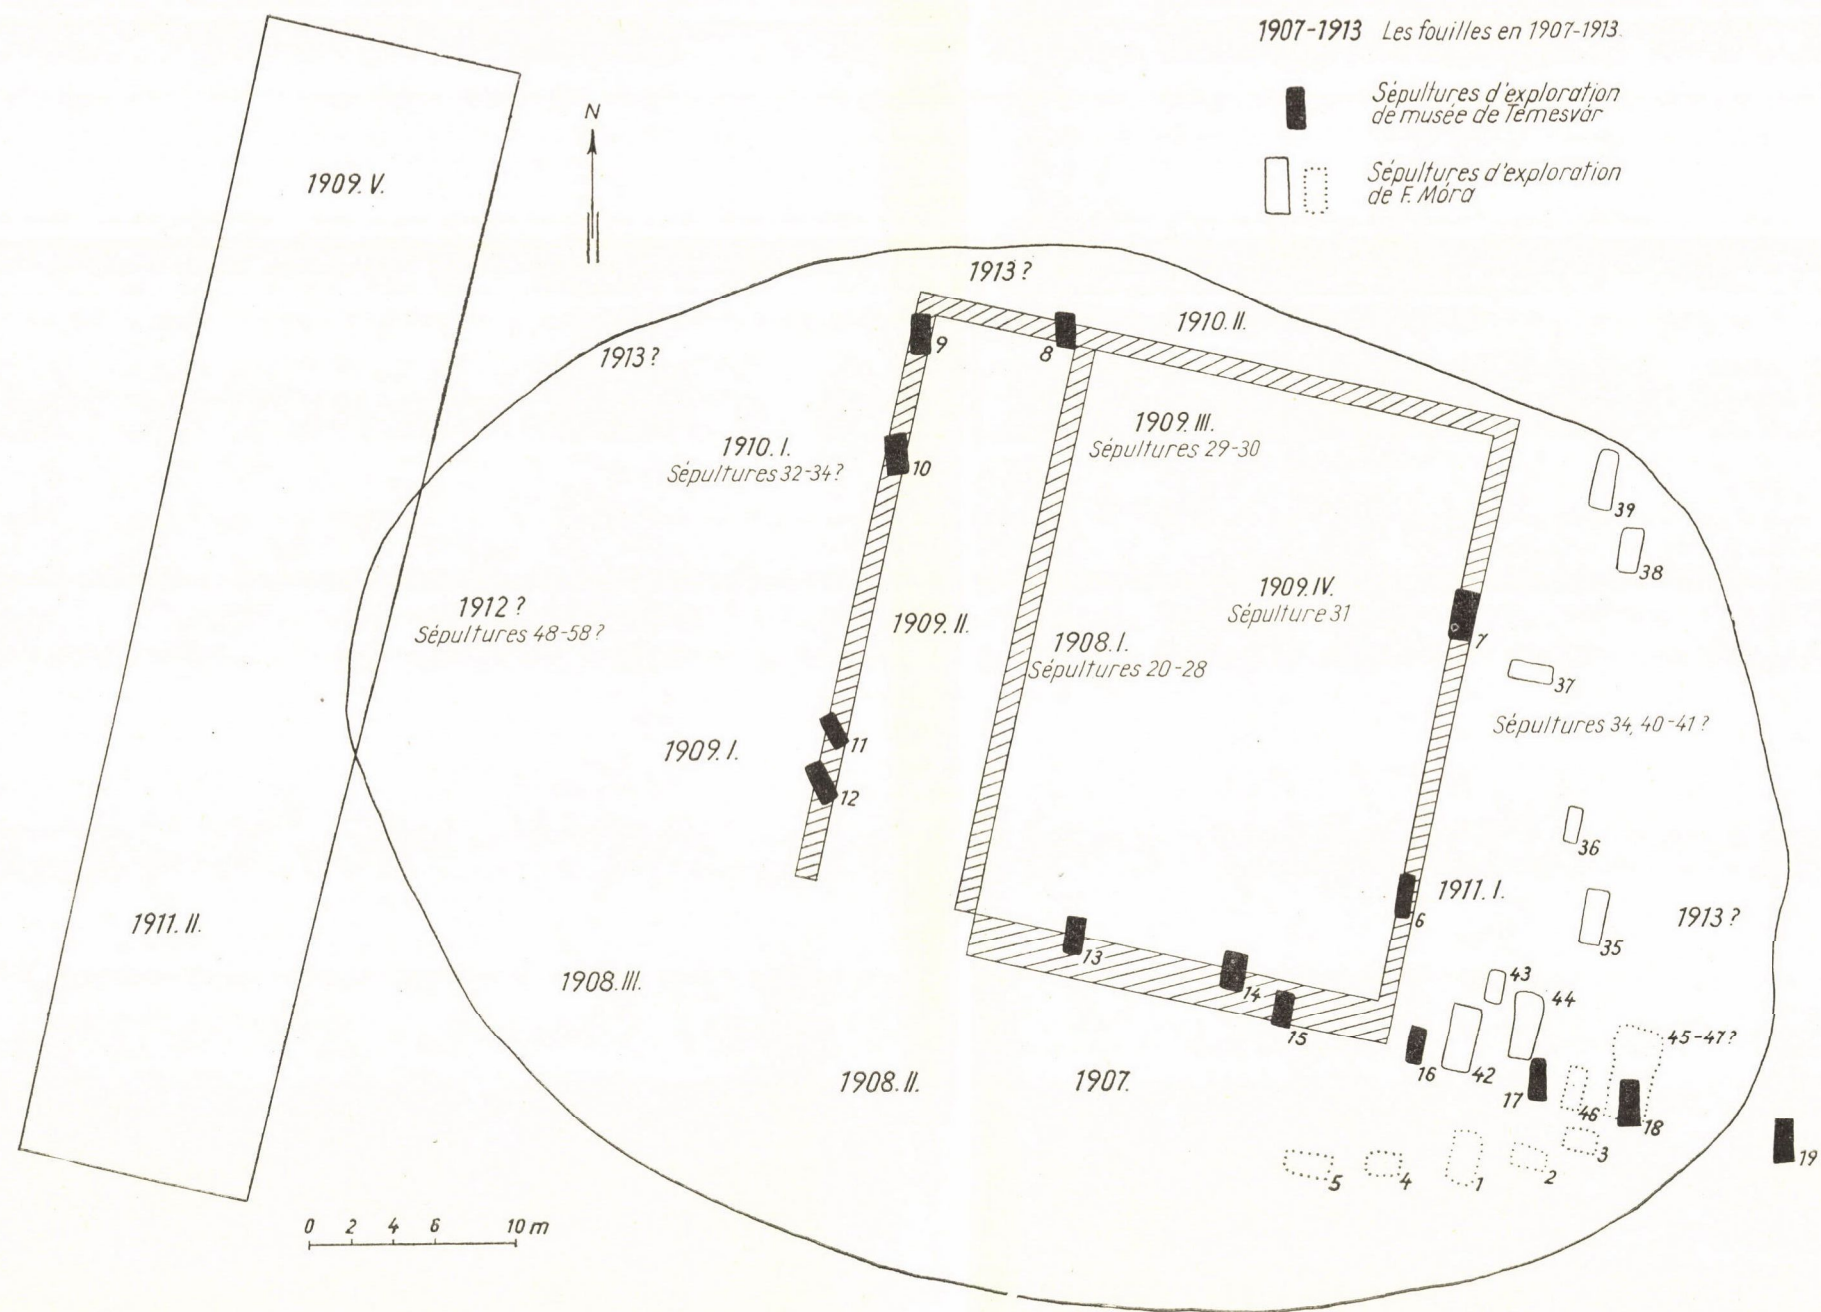 1907-1913 Les fouilles en 1907-1913.
Sépultures d'exploration
de musée de Temesvár
Sépultures d'exploration
de F. Móra
N
1909. V.
1913?
1910. II.
1913?
9
8
1909. III.
Sépultures 29-30
1910. I.
Sépultures 32-34?
10
39
38
1912?
Sépultures 48-58?
1909. II.
1909. IV.
Sépulture 31
7
1908. I.
Sépultures 20-28
37
Sépultures 34, 40-41?
1909. I.
11
12
36
1911. II.
1911. I.
6
1913?
35
13
1908. III.
14
43
44
15
45-47?
1908. II.
1907.
16
42
17
46
18
19
5
4
1
2
3
0 2 4 6 10 m